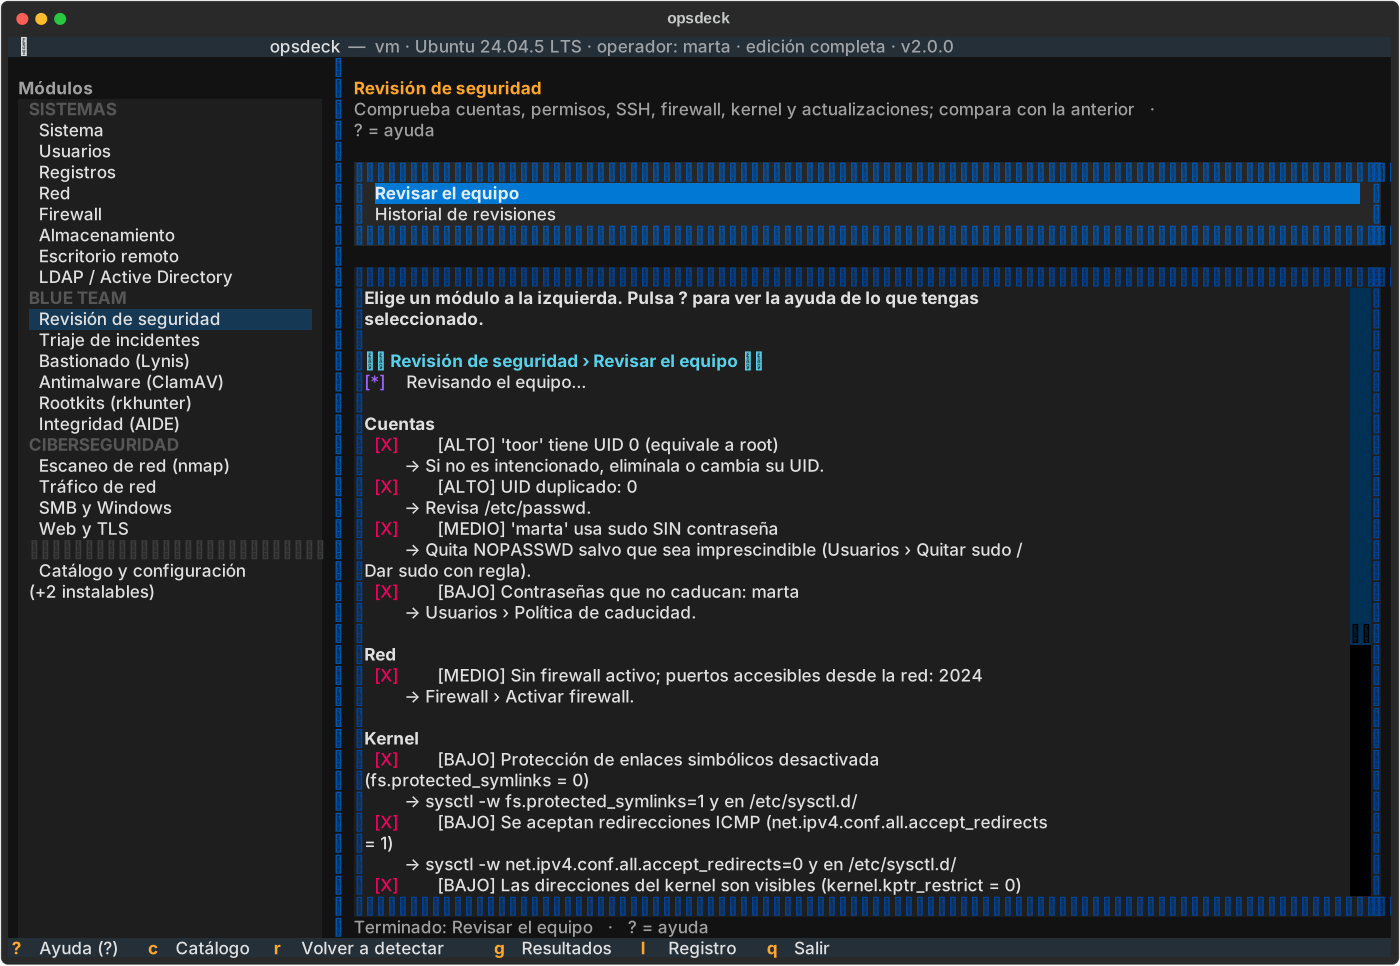 opsdeck
opsdeck — vm · Ubuntu 24.04.5 LTS · operador: marta · edición completa · v2.0.0
Módulos
SISTEMAS
Sistema
Usuarios
Registros
Red
Firewall
Almacenamiento
Escritorio remoto
LDAP / Active Directory
BLUE TEAM
Revisión de seguridad
Triaje de incidentes
Bastionado (Lynis)
Antimalware (ClamAV)
Rootkits (rkhunter)
Integridad (AIDE)
CIBERSEGURIDAD
Escaneo de red (nmap)
Tráfico de red
SMB y Windows
Web y TLS
Catálogo y configuración
(+2 instalables)
Revisión de seguridad
Comprueba cuentas, permisos, SSH, firewall, kernel y actualizaciones; compara con la anterior ·
? = ayuda
Revisar el equipo
Historial de revisiones
Elige un módulo a la izquierda. Pulsa ? para ver la ayuda de lo que tengas
seleccionado.
Revisión de seguridad › Revisar el equipo
[*] Revisando el equipo...
Cuentas
[X] [ALTO] 'toor' tiene UID 0 (equivale a root)
→ Si no es intencionado, elimínala o cambia su UID.
[X] [ALTO] UID duplicado: 0
→ Revisa /etc/passwd.
[X] [MEDIO] 'marta' usa sudo SIN contraseña
→ Quita NOPASSWD salvo que sea imprescindible (Usuarios › Quitar sudo /
Dar sudo con regla).
[X] [BAJO] Contraseñas que no caducan: marta
→ Usuarios › Política de caducidad.
Red
[X] [MEDIO] Sin firewall activo; puertos accesibles desde la red: 2024
→ Firewall › Activar firewall.
Kernel
[X] [BAJO] Protección de enlaces simbólicos desactivada
(fs.protected_symlinks = 0)
→ sysctl -w fs.protected_symlinks=1 y en /etc/sysctl.d/
[X] [BAJO] Se aceptan redirecciones ICMP (net.ipv4.conf.all.accept_redirects
= 1)
→ sysctl -w net.ipv4.conf.all.accept_redirects=0 y en /etc/sysctl.d/
[X] [BAJO] Las direcciones del kernel son visibles (kernel.kptr_restrict = 0)
Terminado: Revisar el equipo · ? = ayuda
? Ayuda (?) c Catálogo r Volver a detectar g Resultados l Registro q Salir